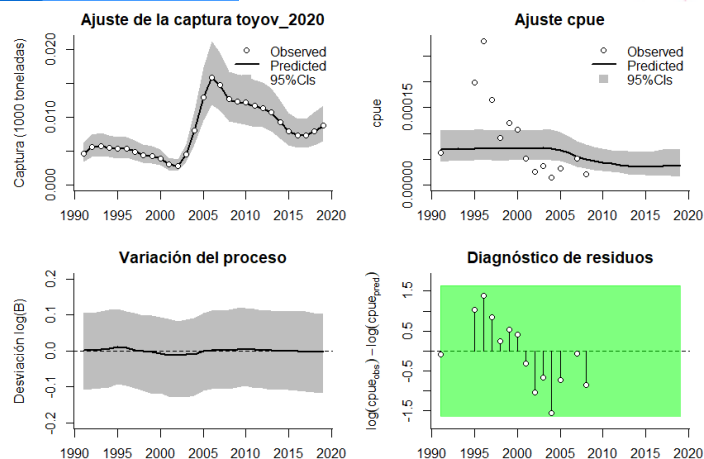 Ajuste de la captura toyov_2020
Captura (1000 toneladas)
0.000 0.010 0.020
Observed
Predicted
95%CIs
1990 1995 2000 2005 2010 2015 2020
Ajuste cpue
cpue
0.00000 0.00015
Observed
Predicted
95%CIs
1990 1995 2000 2005 2010 2015 2020
Variación del proceso
Desviación log(B)
-0.2 -0.1 0.0 0.1 0.2
1990 1995 2000 2005 2010 2015 2020
Diagnóstico de residuos
log(cpue_obs) − log(cpue_pred)
-1.5 -0.5 0.5 1.5
1990 1995 2000 2005 2010 2015 2020